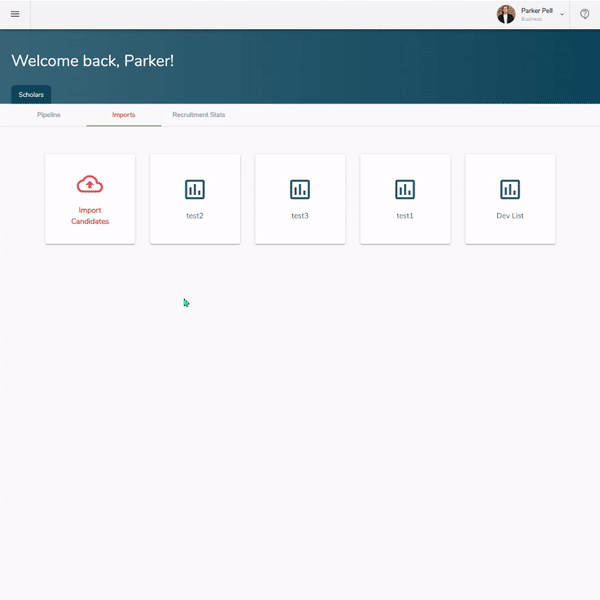 Parker Pell
Business
Welcome back, Parker!
Scholars
Pipeline
Imports
Recruitment Stats
Import
Candidates
test2
test3
test1
Dev List